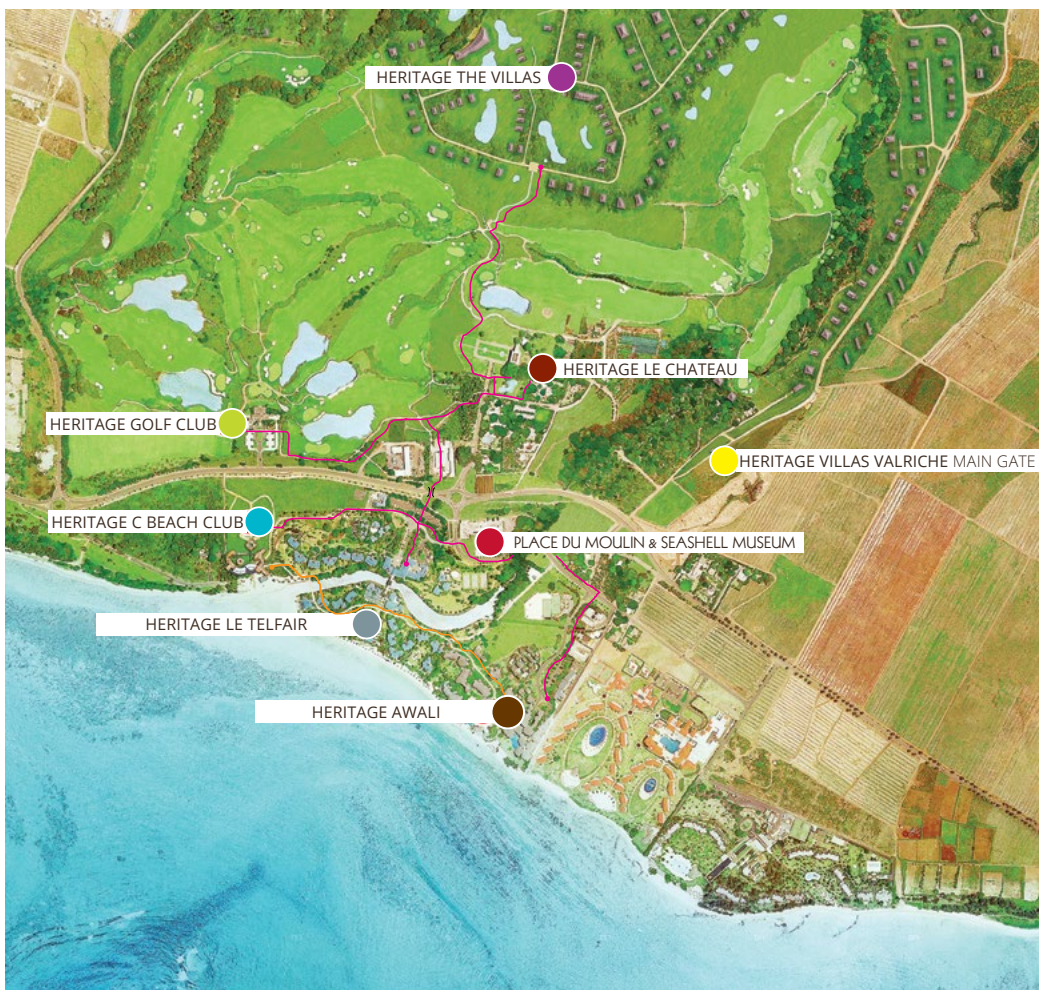 HERITAGE THE VILLAS
HERITAGE LE CHATEAU
HERITAGE GOLF CLUB
HERITAGE VILLAS VALRICHE MAIN GATE
HERITAGE C BEACH CLUB
PLACE DU MOULIN & SEASHELL MUSEUM
HERITAGE LE TELFAIR
HERITAGE AWALI